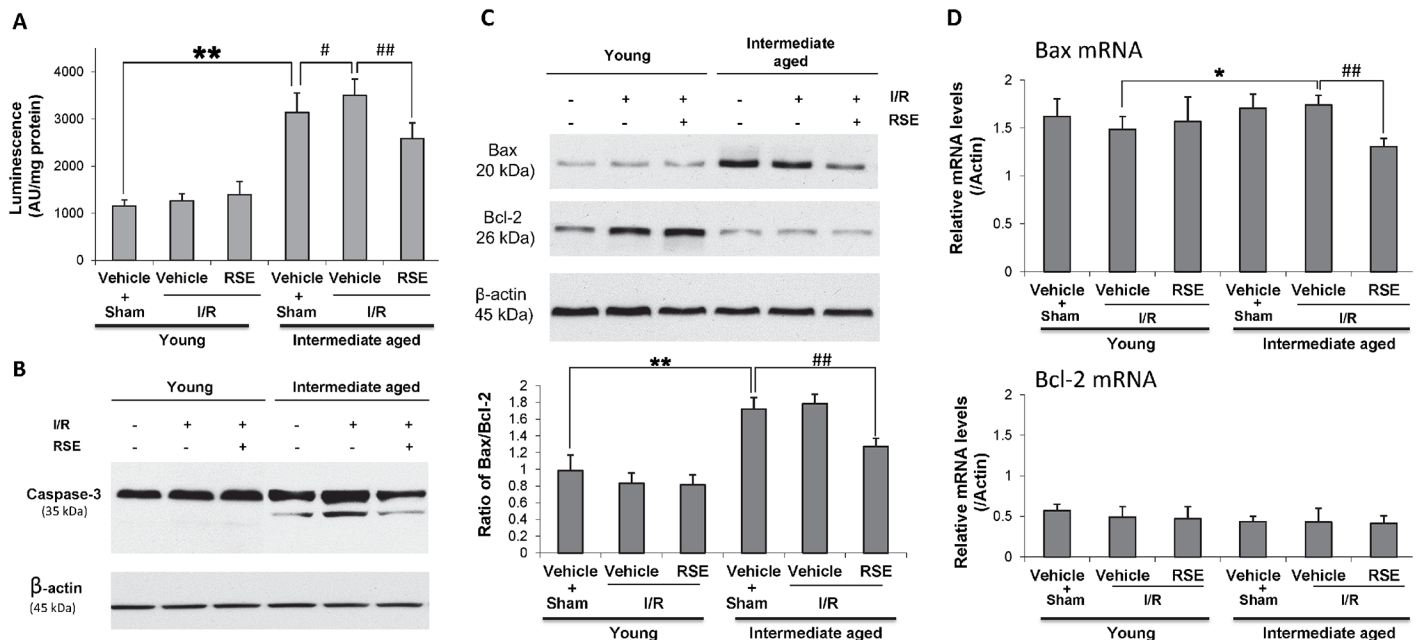 A
**
#
##
Luminescence
(AU/mg protein)
4000
3000
2000
1000
0
Vehicle
+
Sham
Vehicle
RSE
I/R
Vehicle
+
Sham
Vehicle
RSE
I/R
Young
Intermediate aged
B
Young
Intermediate aged
I/R
- + + - + +
RSE
- - + - - +
Caspase-3
(35 kDa)
β-actin
(45 kDa)
C
Young
Intermediate
aged
- + + - + + I/R
- - + - - + RSE
Bax
20 kDa)
Bcl-2
26 kDa)
β-actin
45 kDa)
**
##
Ratio of Bax/Bcl-2
2
1.8
1.6
1.4
1.2
1
0.8
0.6
0.4
0.2
0
Vehicle
+
Sham
Vehicle
RSE
I/R
Vehicle
+
Sham
Vehicle
RSE
I/R
Young
Intermediate aged
D
Bax mRNA
*
##
Relative mRNA levels
(/Actin)
2
1.5
1
0.5
0
Vehicle
+
Sham
Vehicle
RSE
I/R
Vehicle
+
Sham
Vehicle
RSE
I/R
Young
Intermediate aged
Bcl-2 mRNA
Relative mRNA levels
(/Actin)
2
1.5
1
0.5
0
Vehicle
+
Sham
Vehicle
RSE
I/R
Vehicle
+
Sham
Vehicle
RSE
I/R
Young
Intermediate aged